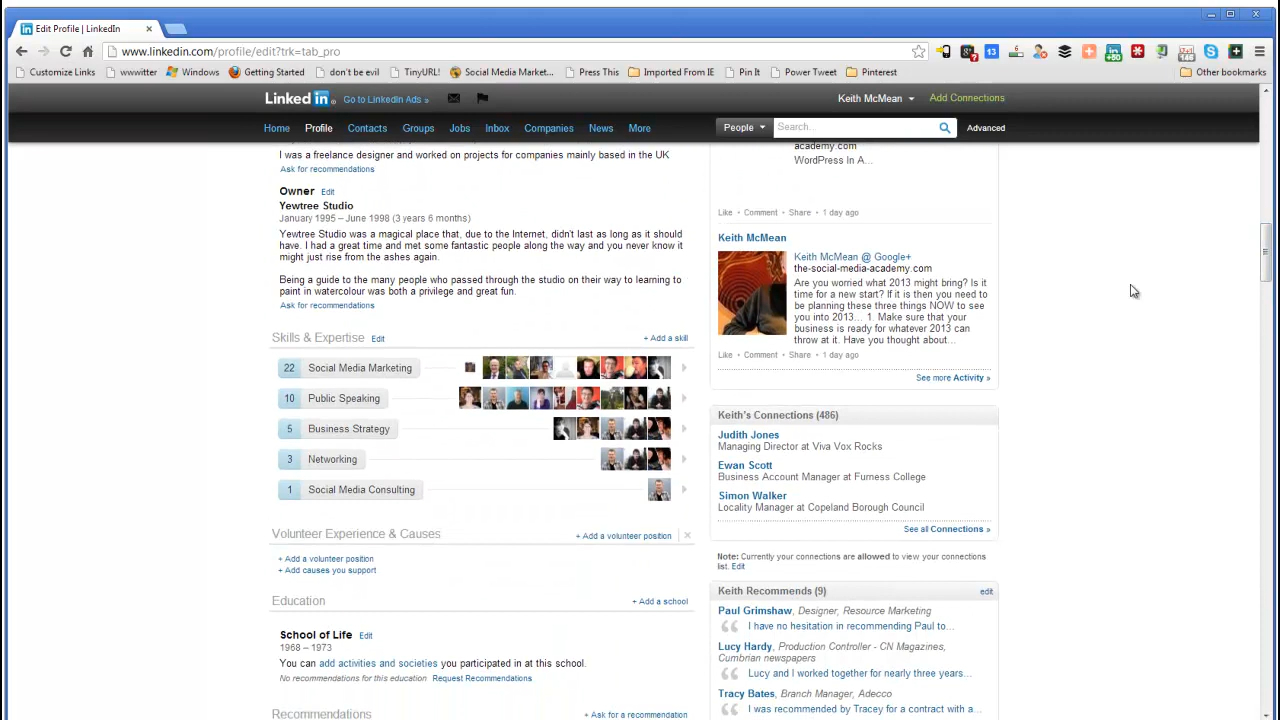 Edit Profile | LinkedIn
www.linkedin.com/profile/edit?trk=tab_pro
Customize Links
wwwitter
Windows
Getting Started
don't be evil
TinyURL!
Social Media Market...
Press This
Imported From IE
Pin It
Power Tweet
Pinterest
Other bookmarks
Linked in
Go to LinkedIn Ads »
Keith McMean
Add Connections
Home Profile Contacts Groups Jobs Inbox Companies News More
People
Search...
Advanced
I was a freelance designer and worked on projects for companies mainly based in the UK
Ask for recommendations
Owner Edit
Yewtree Studio
January 1995 – June 1998 (3 years 6 months)
Yewtree Studio was a magical place that, due to the Internet, didn't last as long as it should
have. I had a great time and met some fantastic people along the way and you never know it
might just rise from the ashes again.
Being a guide to the many people who passed through the studio on their way to learning to
paint in watercolour was both a privilege and great fun.
Ask for recommendations
Skills & Expertise Edit
+ Add a skill
22 Social Media Marketing
10 Public Speaking
5 Business Strategy
3 Networking
1 Social Media Consulting
Volunteer Experience & Causes
+ Add a volunteer position
+ Add a volunteer position
+ Add causes you support
Education
+ Add a school
School of Life Edit
1968 – 1973
You can add activities and societies you participated in at this school.
No recommendations for this education Request Recommendations
Recommendations
+ Ask for a recommendation
academy.com
WordPress In A...
Like • Comment • Share • 1 day ago
Keith McMean
Keith McMean @ Google+
the-social-media-academy.com
Are you worried what 2013 might bring? Is it
time for a new start? If it is then you need to
be planning these three things NOW to see
you into 2013... 1. Make sure that your
business is ready for whatever 2013 can
throw at it. Have you thought about...
Like • Comment • Share • 1 day ago
See more Activity »
Keith's Connections (486)
Judith Jones
Managing Director at Viva Vox Rocks
Ewan Scott
Business Account Manager at Furness College
Simon Walker
Locality Manager at Copeland Borough Council
See all Connections »
Note: Currently your connections are allowed to view your connections
list. Edit
Keith Recommends (9)
edit
Paul Grimshaw, Designer, Resource Marketing
I have no hesitation in recommending Paul to...
Lucy Hardy, Production Controller - CN Magazines,
Cumbrian newspapers
Lucy and I worked together for nearly three years...
Tracy Bates, Branch Manager, Adecco
I was recommended by Tracey for a contract with a...